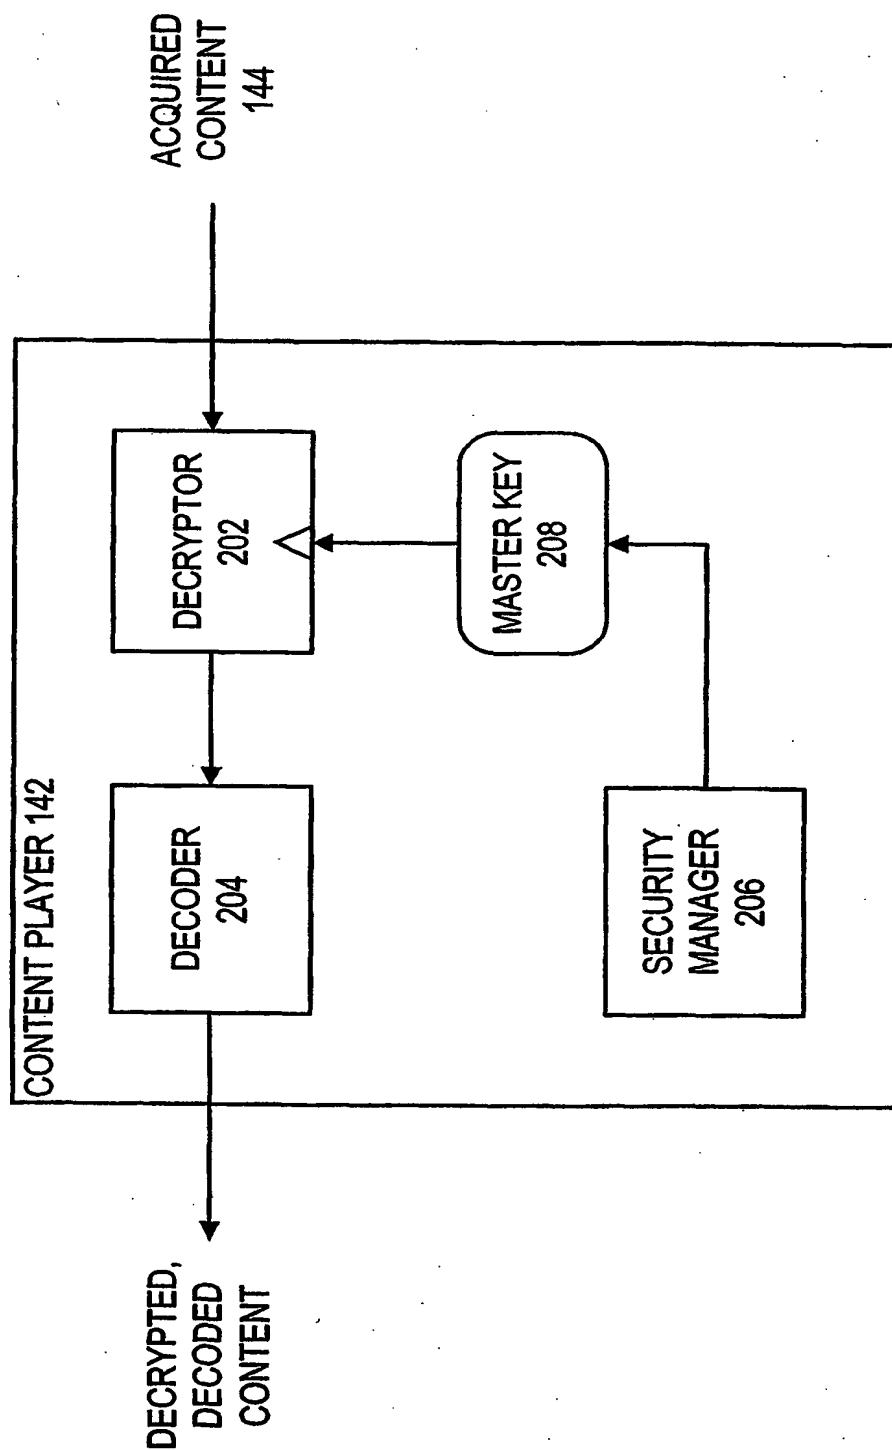 CONTENT PLAYER 142
DECRYPTED,
DECODED
CONTENT
DECODER
204
DECRYPTOR
202
ACQUIRED
CONTENT
144
MASTER KEY
208
SECURITY
MANAGER
206